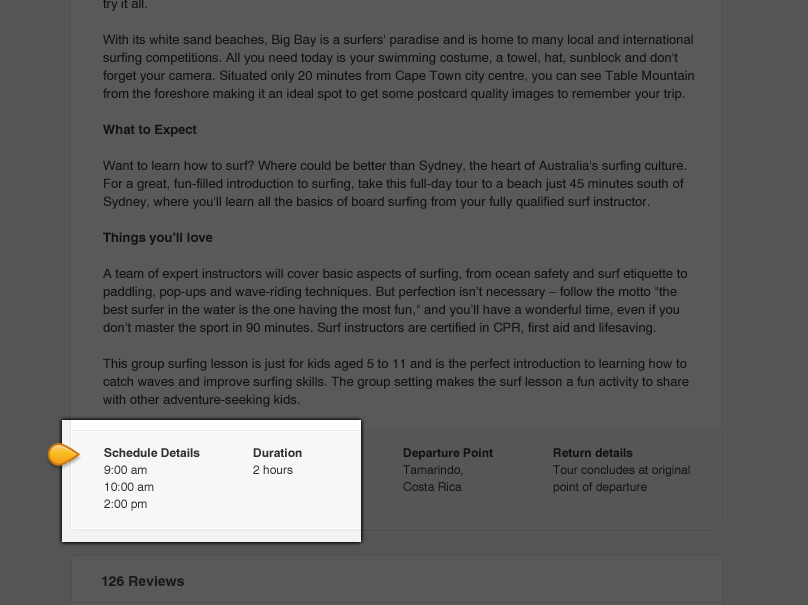 try it all.
With its white sand beaches, Big Bay is a surfers' paradise and is home to many local and international
surfing competitions. All you need today is your swimming costume, a towel, hat, sunblock and don't
forget your camera. Situated only 20 minutes from Cape Town city centre, you can see Table Mountain
from the foreshore making it an ideal spot to get some postcard quality images to remember your trip.
What to Expect
Want to learn how to surf? Where could be better than Sydney, the heart of Australia's surfing culture.
For a great, fun-filled introduction to surfing, take this full-day tour to a beach just 45 minutes south of
Sydney, where you'll learn all the basics of board surfing from your fully qualified surf instructor.
Things you'll love
A team of expert instructors will cover basic aspects of surfing, from ocean safety and surf etiquette to
paddling, pop-ups and wave-riding techniques. But perfection isn't necessary – follow the motto "the
best surfer in the water is the one having the most fun," and you'll have a wonderful time, even if you
don't master the sport in 90 minutes. Surf instructors are certified in CPR, first aid and lifesaving.
This group surfing lesson is just for kids aged 5 to 11 and is the perfect introduction to learning how to
catch waves and improve surfing skills. The group setting makes the surf lesson a fun activity to share
with other adventure-seeking kids.
Schedule Details
9:00 am
10:00 am
2:00 pm
Duration
2 hours
Departure Point
Tamarindo,
Costa Rica
Return details
Tour concludes at original
point of departure
126 Reviews